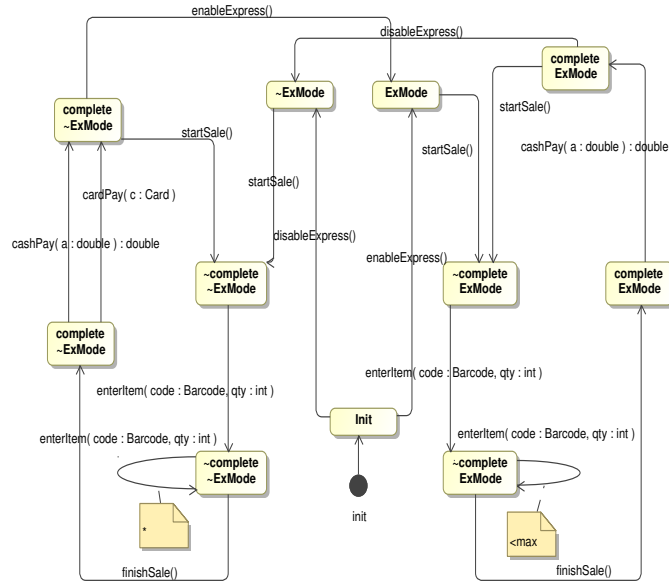 enableExpress()
disableExpress()
complete
~ExMode
~ExMode
ExMode
complete
ExMode
startSale()
startSale()
startSale()
startSale()
cashPay( a : double ) : double
cardPay( c : Card )
cashPay( a : double ) : double
disableExpress()
enableExpress()
~complete
~ExMode
~complete
ExMode
complete
ExMode
complete
~ExMode
enterItem( code : Barcode, qty : int )
enterItem( code : Barcode, qty : int )
Init
enterItem( code : Barcode, qty : int )
enterItem( code : Barcode, qty : int )
~complete
~ExMode
~complete
ExMode
init
*
<max
finishSale()
finishSale()